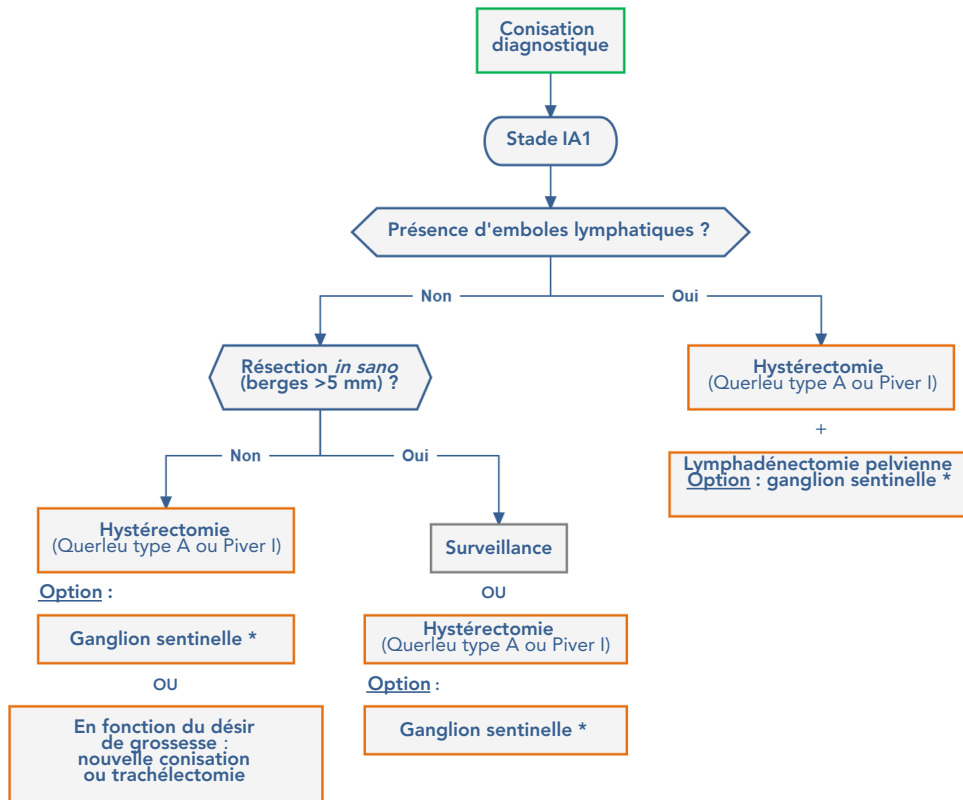 Conisation
diagnostique
Stade IA1
Présence d'emboles lymphatiques ?
Non
Oui
Résection in sano
(berges >5 mm) ?
Hystérectomie
(Querleu type A ou Piver I)
+
Lymphadénectomie pelvienne
Option : ganglion sentinelle *
Non
Oui
Hystérectomie
(Querleu type A ou Piver I)
Option :
Ganglion sentinelle *
OU
En fonction du désir
de grossesse :
nouvelle conisation
ou trachélectomie
Surveillance
OU
Hystérectomie
(Querleu type A ou Piver I)
Option :
Ganglion sentinelle *